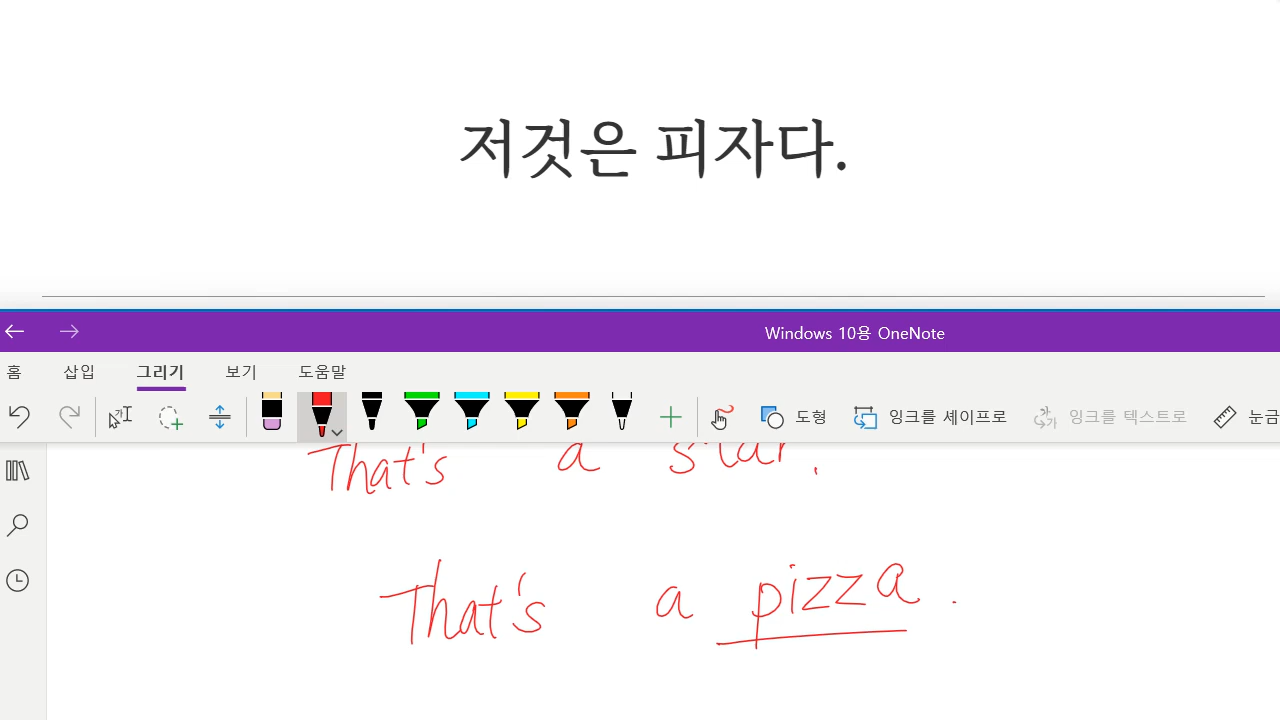 저것은 피자다.
Windows 10용 OneNote
홈 삽입 그리기 보기 도움말
가 도형 잉크를 셰이프로 가 잉크를 텍스트로 눈금
That's a star.
That's a pizza.